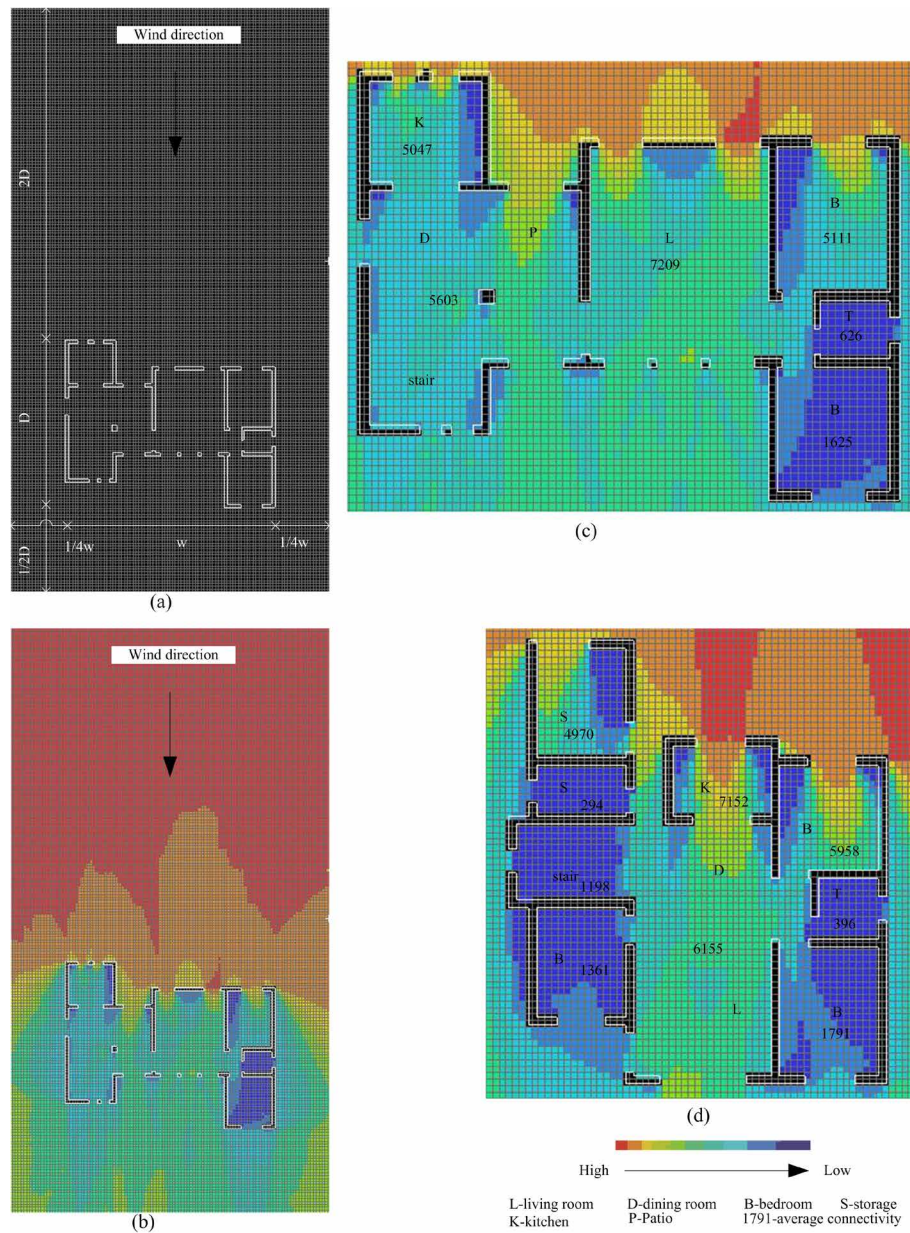 Wind direction
2D
D
1/2D
1/4w
w
1/4w
(a)
K
5047
D
P
L
7209
B
5111
5603
T
626
stair
B
1625
(c)
Wind direction
(b)
S
4970
S
294
K
7152
B
5958
stair
1198
D
T
396
B
1361
6155
L
B
1791
(d)
High
Low
L-living room
D-dining room
B-bedroom
S-storage
K-kitchen
P-Patio
1791-average connectivity